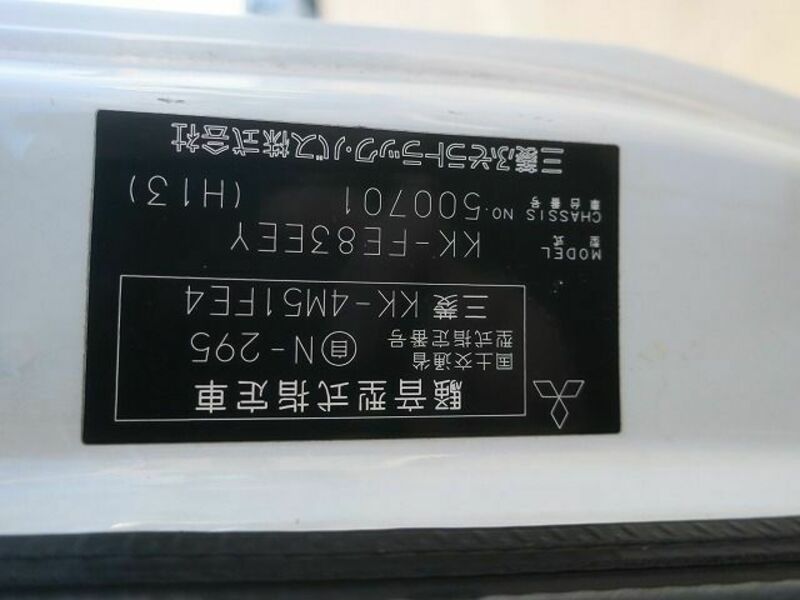 騒音型式指定車
国土交通省
型式指定番号
自 N-295
三菱 KK-4M51FE4
MODEL 型式 KK-FE83EEY
CHASSIS NO. 車台番号 500701 (H13)
三菱ふそうトラック・バス株式会社